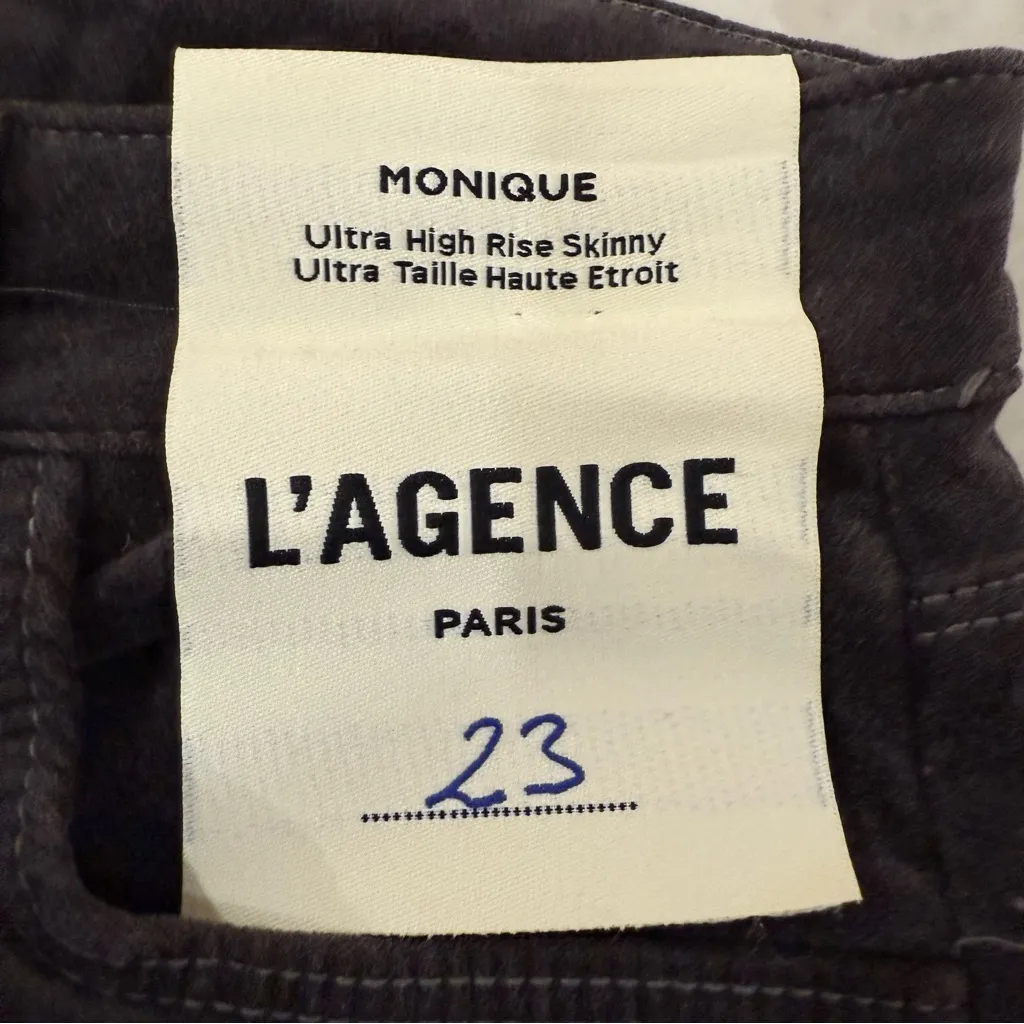 MONIQUE
Ultra High Rise Skinny
Ultra Taille Haute Etroit
L'AGENCE
PARIS
23